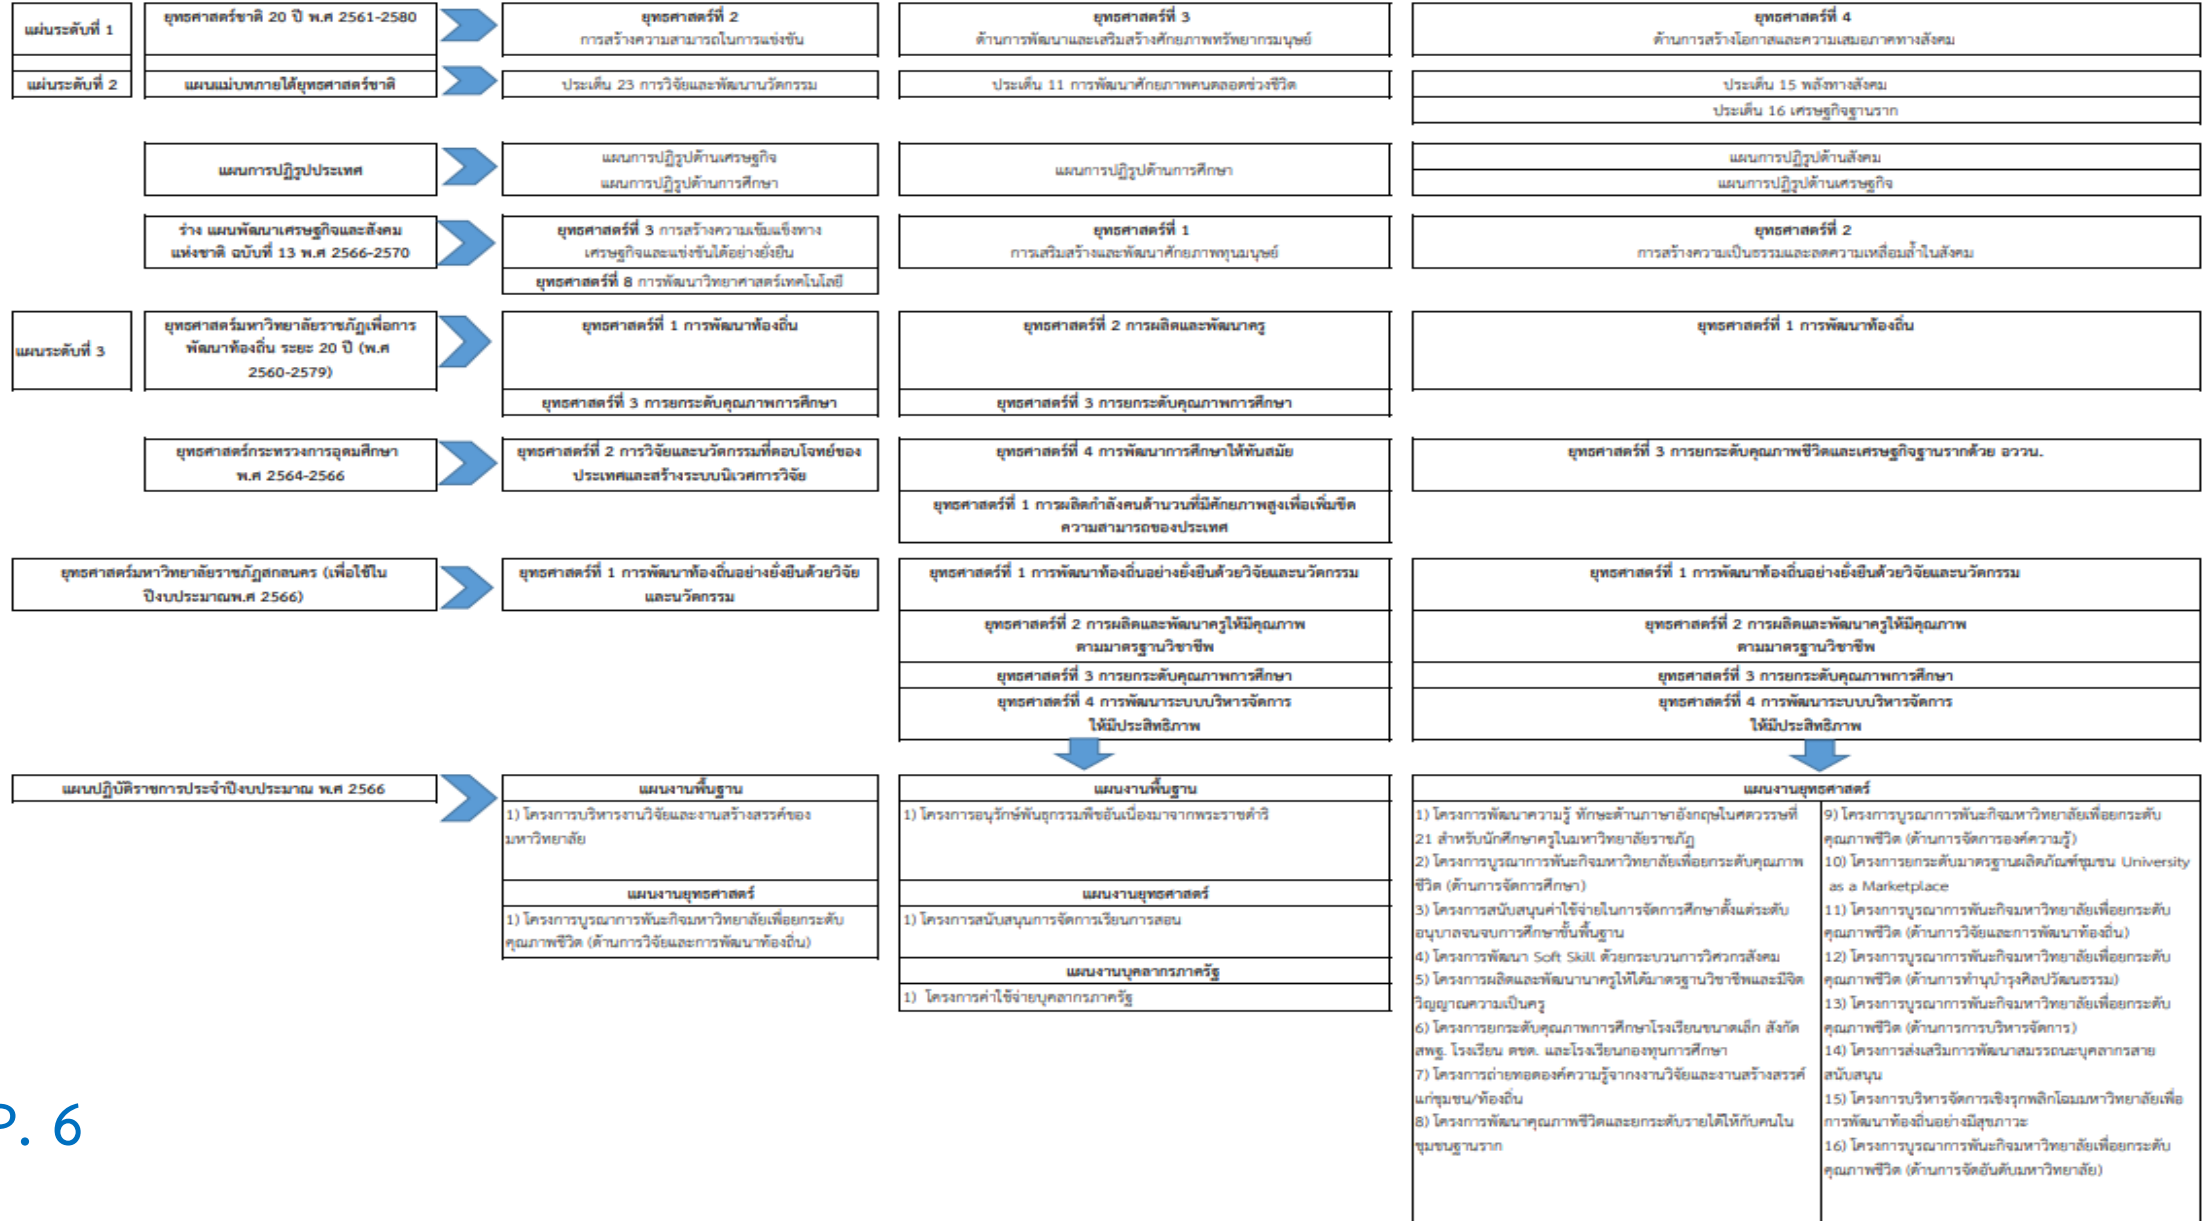 แผ่นระดับที่ 1
ยุทธศาสตร์ชาติ 20 ปี พ.ศ 2561-2580
ยุทธศาสตร์ที่ 2
การสร้างความสามารถในการแข่งขัน
ยุทธศาสตร์ที่ 3
ด้านการพัฒนาและเสริมสร้างศักยภาพทรัพยากรมนุษย์
ยุทธศาสตร์ที่ 4
ด้านการสร้างโอกาสและความเสมอภาคทางสังคม
แผ่นระดับที่ 2
แผนแม่บทภายใต้ยุทธศาสตร์ชาติ
ประเด็น 23 การวิจัยและพัฒนานวัตกรรม
ประเด็น 11 การพัฒนาศักยภาพคนตลอดช่วงชีวิต
ประเด็น 15 พลังทางสังคม
ประเด็น 16 เศรษฐกิจฐานราก
แผนการปฏิรูปประเทศ
แผนการปฏิรูปด้านเศรษฐกิจ
แผนการปฏิรูปด้านการศึกษา
แผนการปฏิรูปด้านการศึกษา
แผนการปฏิรูปด้านสังคม
แผนการปฏิรูปด้านเศรษฐกิจ
ร่าง แผนพัฒนาเศรษฐกิจและสังคม
แห่งชาติ ฉบับที่ 13 พ.ศ 2566-2570
ยุทธศาสตร์ที่ 3 การสร้างความเข้มแข็งทาง
เศรษฐกิจและแข่งขันได้อย่างยั่งยืน
ยุทธศาสตร์ที่ 8 การพัฒนาวิทยาศาสตร์เทคโนโลยี
ยุทธศาสตร์ที่ 1
การเสริมสร้างและพัฒนาศักยภาพทุนมนุษย์
ยุทธศาสตร์ที่ 2
การสร้างความเป็นธรรมและลดความเหลื่อมล้ำในสังคม
แผนระดับที่ 3
ยุทธศาสตร์มหาวิทยาลัยราชภัฏเพื่อการ
พัฒนาท้องถิ่น ระยะ 20 ปี (พ.ศ
2560-2579)
ยุทธศาสตร์ที่ 1 การพัฒนาท้องถิ่น
ยุทธศาสตร์ที่ 3 การยกระดับคุณภาพการศึกษา
ยุทธศาสตร์ที่ 2 การผลิตและพัฒนาครู
ยุทธศาสตร์ที่ 3 การยกระดับคุณภาพการศึกษา
ยุทธศาสตร์ที่ 1 การพัฒนาท้องถิ่น
ยุทธศาสตร์กระทรวงการอุดมศึกษา
พ.ศ 2564-2566
ยุทธศาสตร์ที่ 2 การวิจัยและนวัตกรรมที่ตอบโจทย์ของ
ประเทศและสร้างระบบนิเวศการวิจัย
ยุทธศาสตร์ที่ 4 การพัฒนาการศึกษาให้ทันสมัย
ยุทธศาสตร์ที่ 1 การผลิตกำลังคนด้านวนที่มีศักยภาพสูงเพื่อเพิ่มขีด
ความสามารถของประเทศ
ยุทธศาสตร์ที่ 3 การยกระดับคุณภาพชีวิตและเศรษฐกิจฐานรากด้วย อววน.
ยุทธศาสตร์มหาวิทยาลัยราชภัฏสกลนคร (เพื่อใช้ใน
ปีงบประมาณพ.ศ 2566)
ยุทธศาสตร์ที่ 1 การพัฒนาท้องถิ่นอย่างยั่งยืนด้วยวิจัย
และนวัตกรรม
ยุทธศาสตร์ที่ 1 การพัฒนาท้องถิ่นอย่างยั่งยืนด้วยวิจัยและนวัตกรรม
ยุทธศาสตร์ที่ 2 การผลิตและพัฒนาครูให้มีคุณภาพ
ตามมาตรฐานวิชาชีพ
ยุทธศาสตร์ที่ 3 การยกระดับคุณภาพการศึกษา
ยุทธศาสตร์ที่ 4 การพัฒนาระบบบริหารจัดการ
ให้มีประสิทธิภาพ
ยุทธศาสตร์ที่ 1 การพัฒนาท้องถิ่นอย่างยั่งยืนด้วยวิจัยและนวัตกรรม
ยุทธศาสตร์ที่ 2 การผลิตและพัฒนาครูให้มีคุณภาพ
ตามมาตรฐานวิชาชีพ
ยุทธศาสตร์ที่ 3 การยกระดับคุณภาพการศึกษา
ยุทธศาสตร์ที่ 4 การพัฒนาระบบบริหารจัดการ
ให้มีประสิทธิภาพ
แผนปฏิบัติราชการประจำปีงบประมาณ พ.ศ 2566
แผนงานพื้นฐาน
1) โครงการบริหารงานวิจัยและงานสร้างสรรค์ของ
มหาวิทยาลัย
แผนงานยุทธศาสตร์
1) โครงการบูรณาการพันะกิจมหาวิทยาลัยเพื่อยกระดับ
คุณภาพชีวิต (ด้านการวิจัยและการพัฒนาท้องถิ่น)
แผนงานพื้นฐาน
1) โครงการอนุรักษ์พันธุกรรมพืชอันเนื่องมาจากพระราชดำริ
แผนงานยุทธศาสตร์
1) โครงการสนับสนุนการจัดการเรียนการสอน
แผนงานบุคลากรภาครัฐ
1) โครงการค่าใช้จ่ายบุคลากรภาครัฐ
แผนงานยุทธศาสตร์
1) โครงการพัฒนาความรู้ ทักษะด้านภาษาอังกฤษในศตวรรษที่
21 สำหรับนักศึกษาครูในมหาวิทยาลัยราชภัฏ
2) โครงการบูรณาการพันะกิจมหาวิทยาลัยเพื่อยกระดับคุณภาพ
ชีวิต (ด้านการจัดการศึกษา)
3) โครงการสนับสนุนค่าใช้จ่ายในการจัดการศึกษาตั้งแต่ระดับ
อนุบาลจนจบการศึกษาขั้นพื้นฐาน
4) โครงการพัฒนา Soft Skill ด้วยกระบวนการวิศวกรสังคม
5) โครงการผลิตและพัฒนานาครูให้ได้มาตรฐานวิชาชีพและมีจิต
วิญญาณความเป็นครู
6) โครงการยกระดับคุณภาพการศึกษาโรงเรียนขนาดเล็ก สังกัด
สพฐ. โรงเรียน ตชด. และโรงเรียนกองทุนการศึกษา
7) โครงการถ่ายทอดองค์ความรู้จากงงานวิจัยและงานสร้างสรรค์
แก่ชุมชน/ท้องถิ่น
8) โครงการพัฒนาคุณภาพชีวิตและยกระดับรายได้ให้กับคนใน
ชุมชนฐานราก
9) โครงการบูรณาการพันะกิจมหาวิทยาลัยเพื่อยกระดับ
คุณภาพชีวิต (ด้านการจัดการองค์ความรู้)
10) โครงการยกระดับมาตรฐานผลิตภัณฑ์ชุมชน University
as a Marketplace
11) โครงการบูรณาการพันะกิจมหาวิทยาลัยเพื่อยกระดับ
คุณภาพชีวิต (ด้านการวิจัยและการพัฒนาท้องถิ่น)
12) โครงการบูรณาการพันะกิจมหาวิทยาลัยเพื่อยกระดับ
คุณภาพชีวิต (ด้านการทำนุบำรุงศิลปวัฒนธรรม)
13) โครงการบูรณาการพันะกิจมหาวิทยาลัยเพื่อยกระดับ
คุณภาพชีวิต (ด้านการการบริหารจัดการ)
14) โครงการส่งเสริมการพัฒนาสมรรถนะบุคลากรสาย
สนับสนุน
15) โครงการบริหารจัดการเชิงรุกพลิกโฉมมหาวิทยาลัยเพื่อ
การพัฒนาท้องถิ่นอย่างมีสุขภาวะ
16) โครงการบูรณาการพันะกิจมหาวิทยาลัยเพื่อยกระดับ
คุณภาพชีวิต (ด้านการจัดอันดับมหาวิทยาลัย)
P. 6